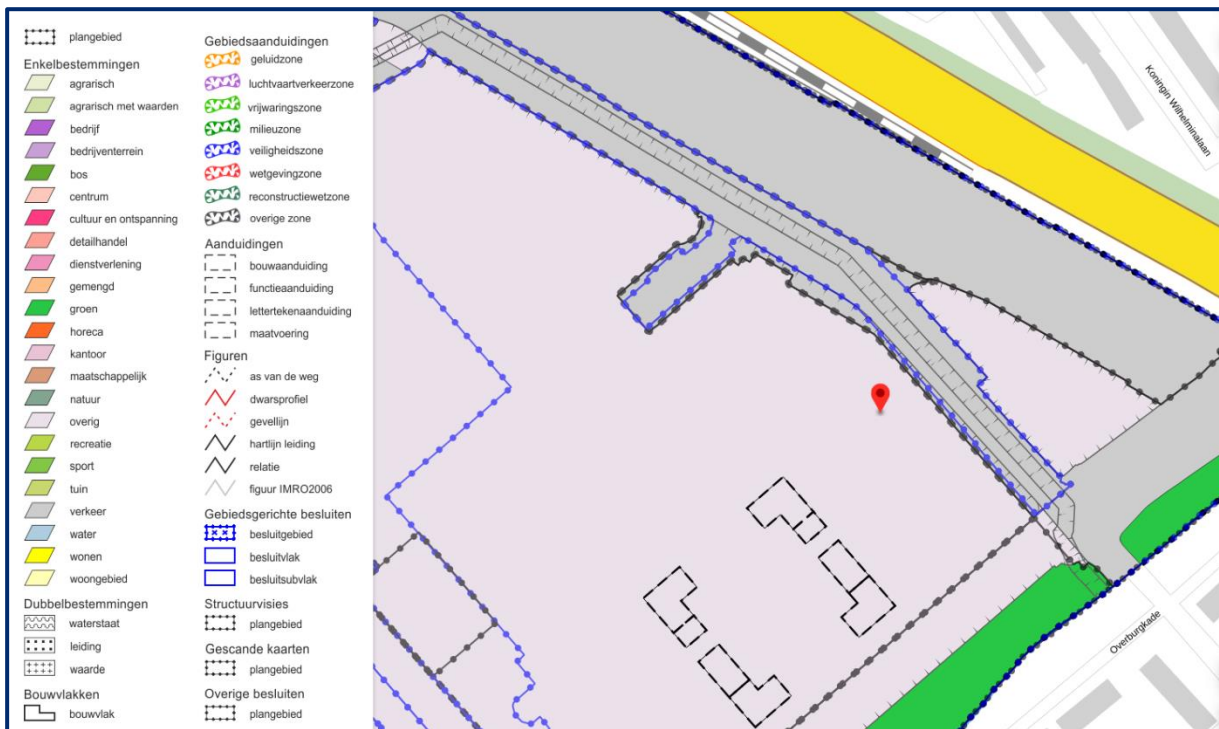 plangebied
Enkelbestemmingen
agrarisch
agrarisch met waarden
bedrijf
bedrijventerrein
bos
centrum
cultuur en ontspanning
detailhandel
dienstverlening
gemengd
groen
horeca
kantoor
maatschappelijk
natuur
overig
recreatie
sport
tuin
verkeer
water
wonen
woongebied
Dubbelbestemmingen
waterstaat
leiding
waarde
Bouwvlakken
bouwvlak
Gebiedsaanduidingen
geluidzone
luchtvaartverkeerzone
vrijwaringszone
milieuzone
veiligheidszone
wetgevingzone
reconstructiewetzone
overige zone
Aanduidingen
bouwaanduiding
functieaanduiding
lettertekenaanduiding
maatvoering
Figuren
as van de weg
dwarsprofiel
gevellijn
hartlijn leiding
relatie
figuur IMRO2006
Gebiedsgerichte besluiten
besluitgebied
besluitvlak
besluitsubvlak
Structuurvisies
plangebied
Gescande kaarten
plangebied
Overige besluiten
plangebied
Koningin Wilhelminalaan
Overburgkade